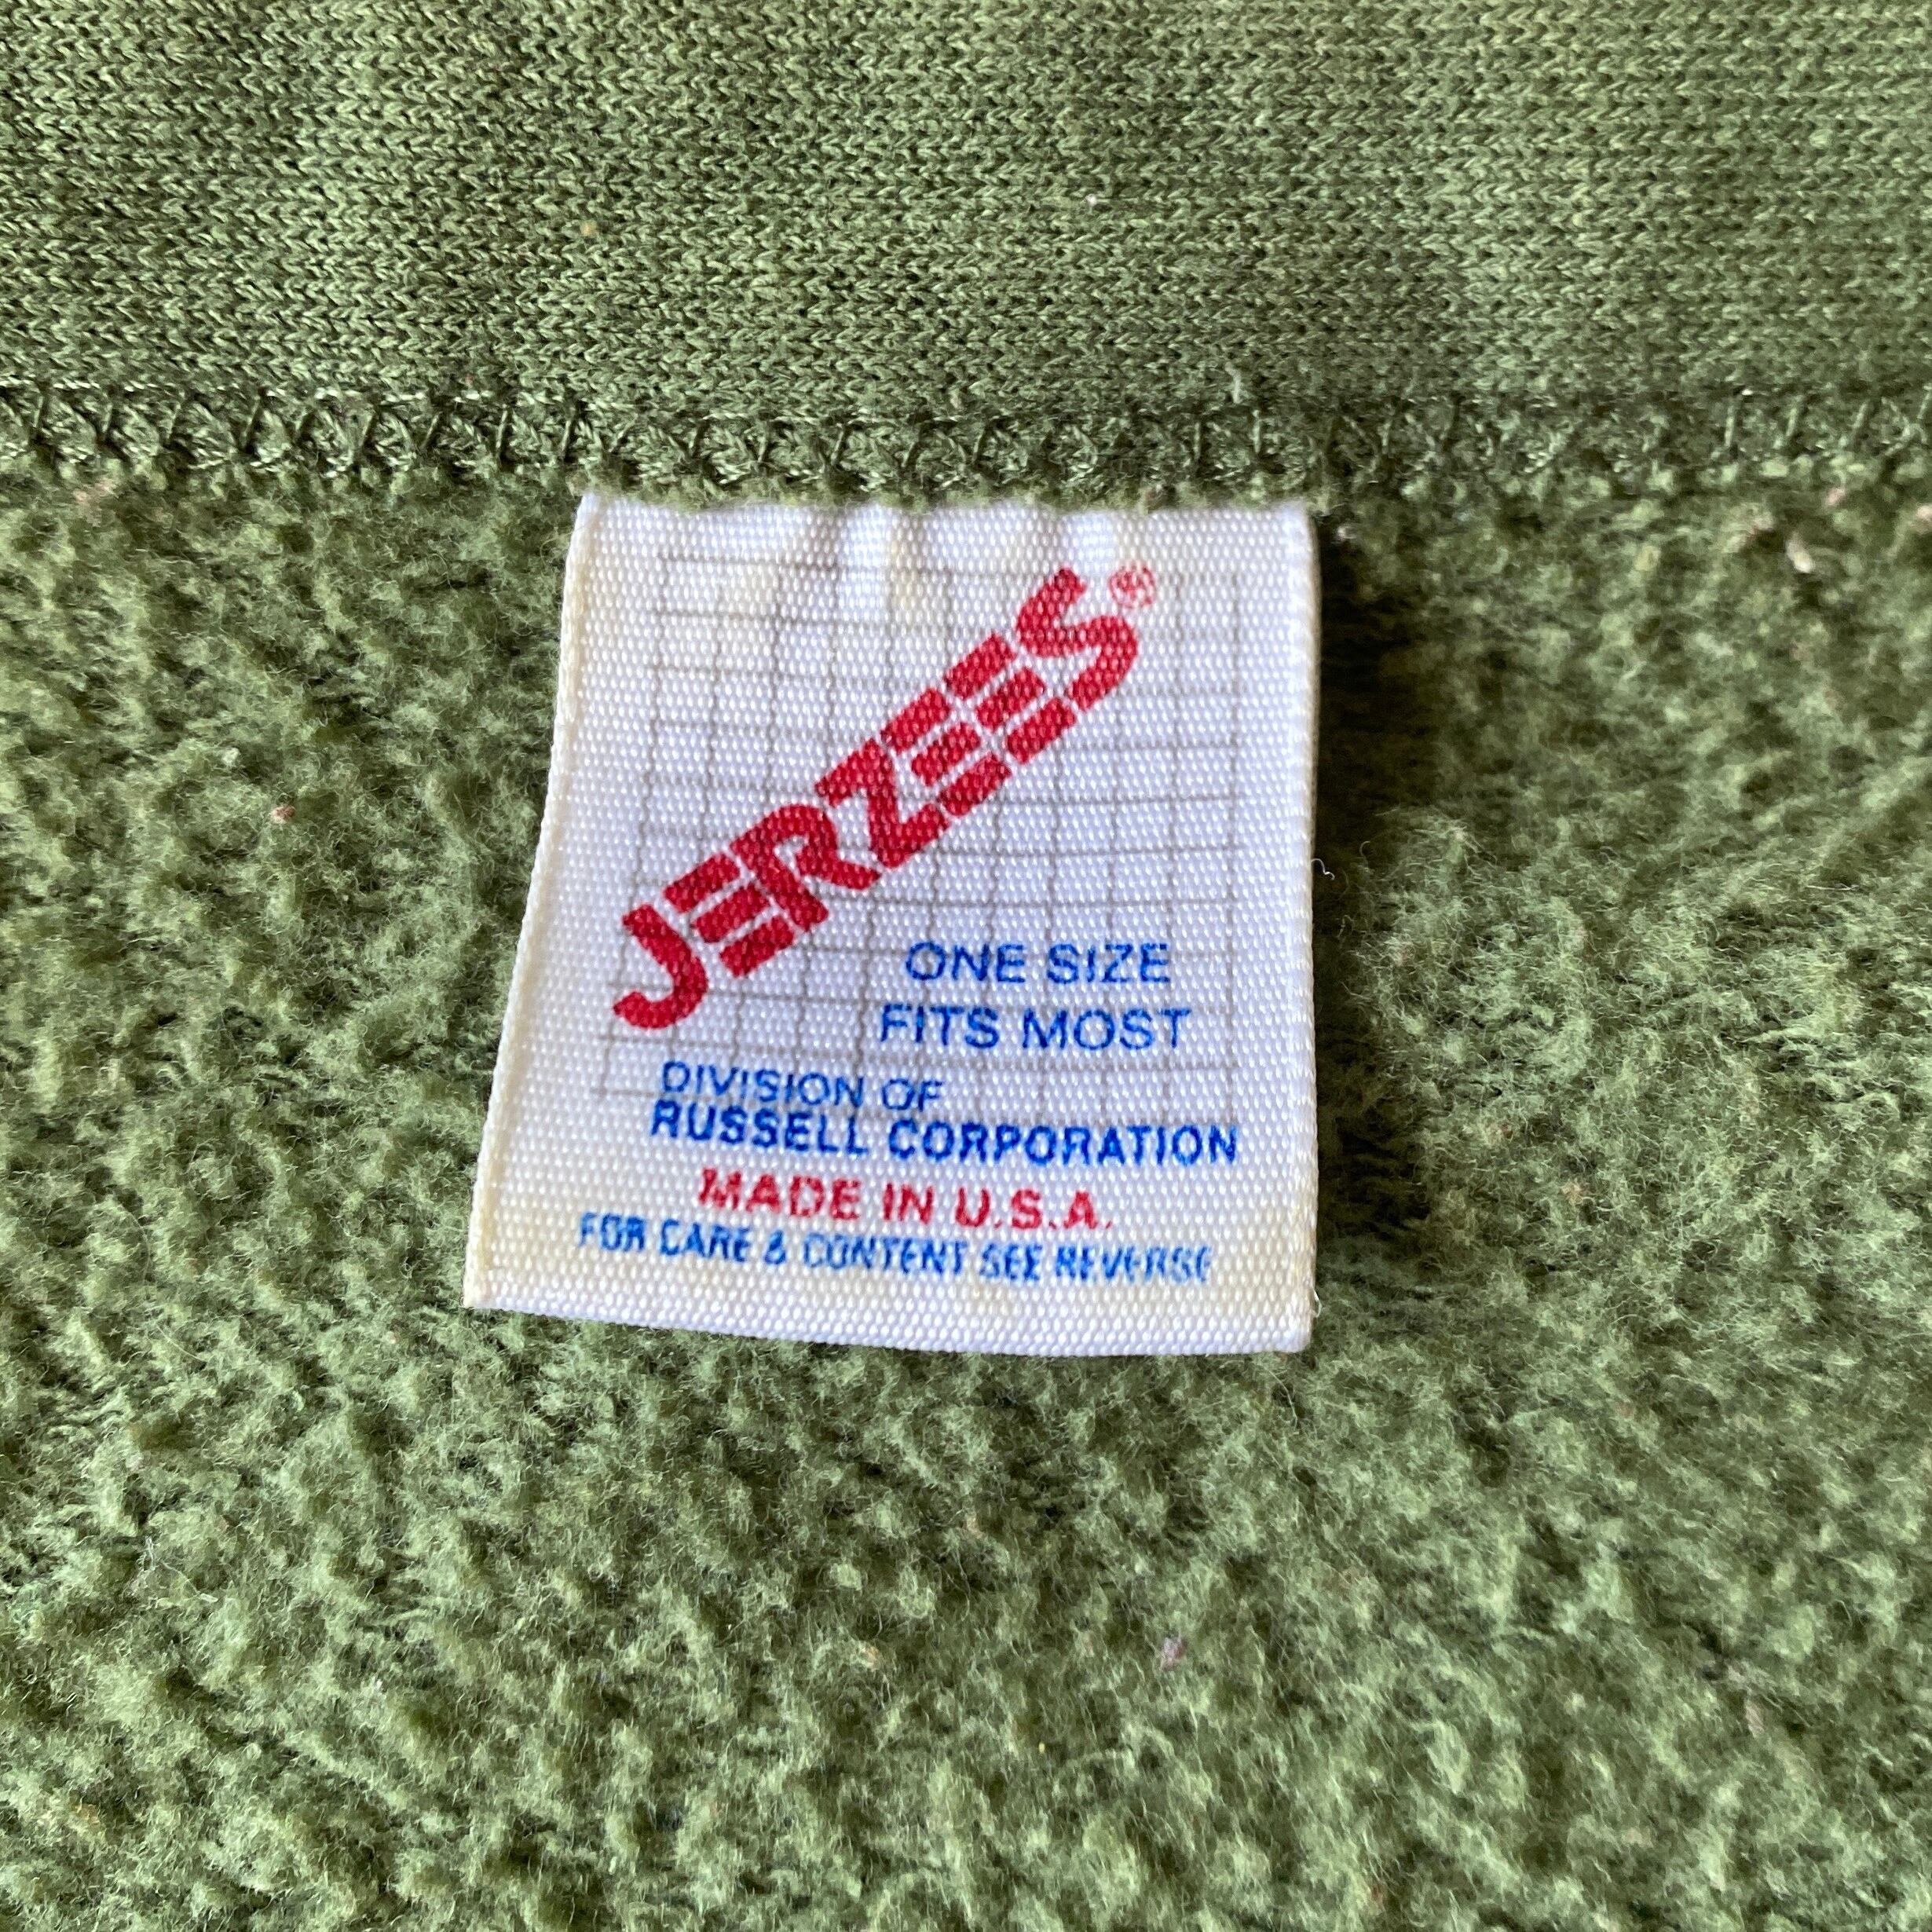 JERZEES®
ONE SIZE
FITS MOST
DIVISION OF
RUSSELL CORPORATION
MADE IN U.S.A.
FOR CARE & CONTENT SEE REVERSE